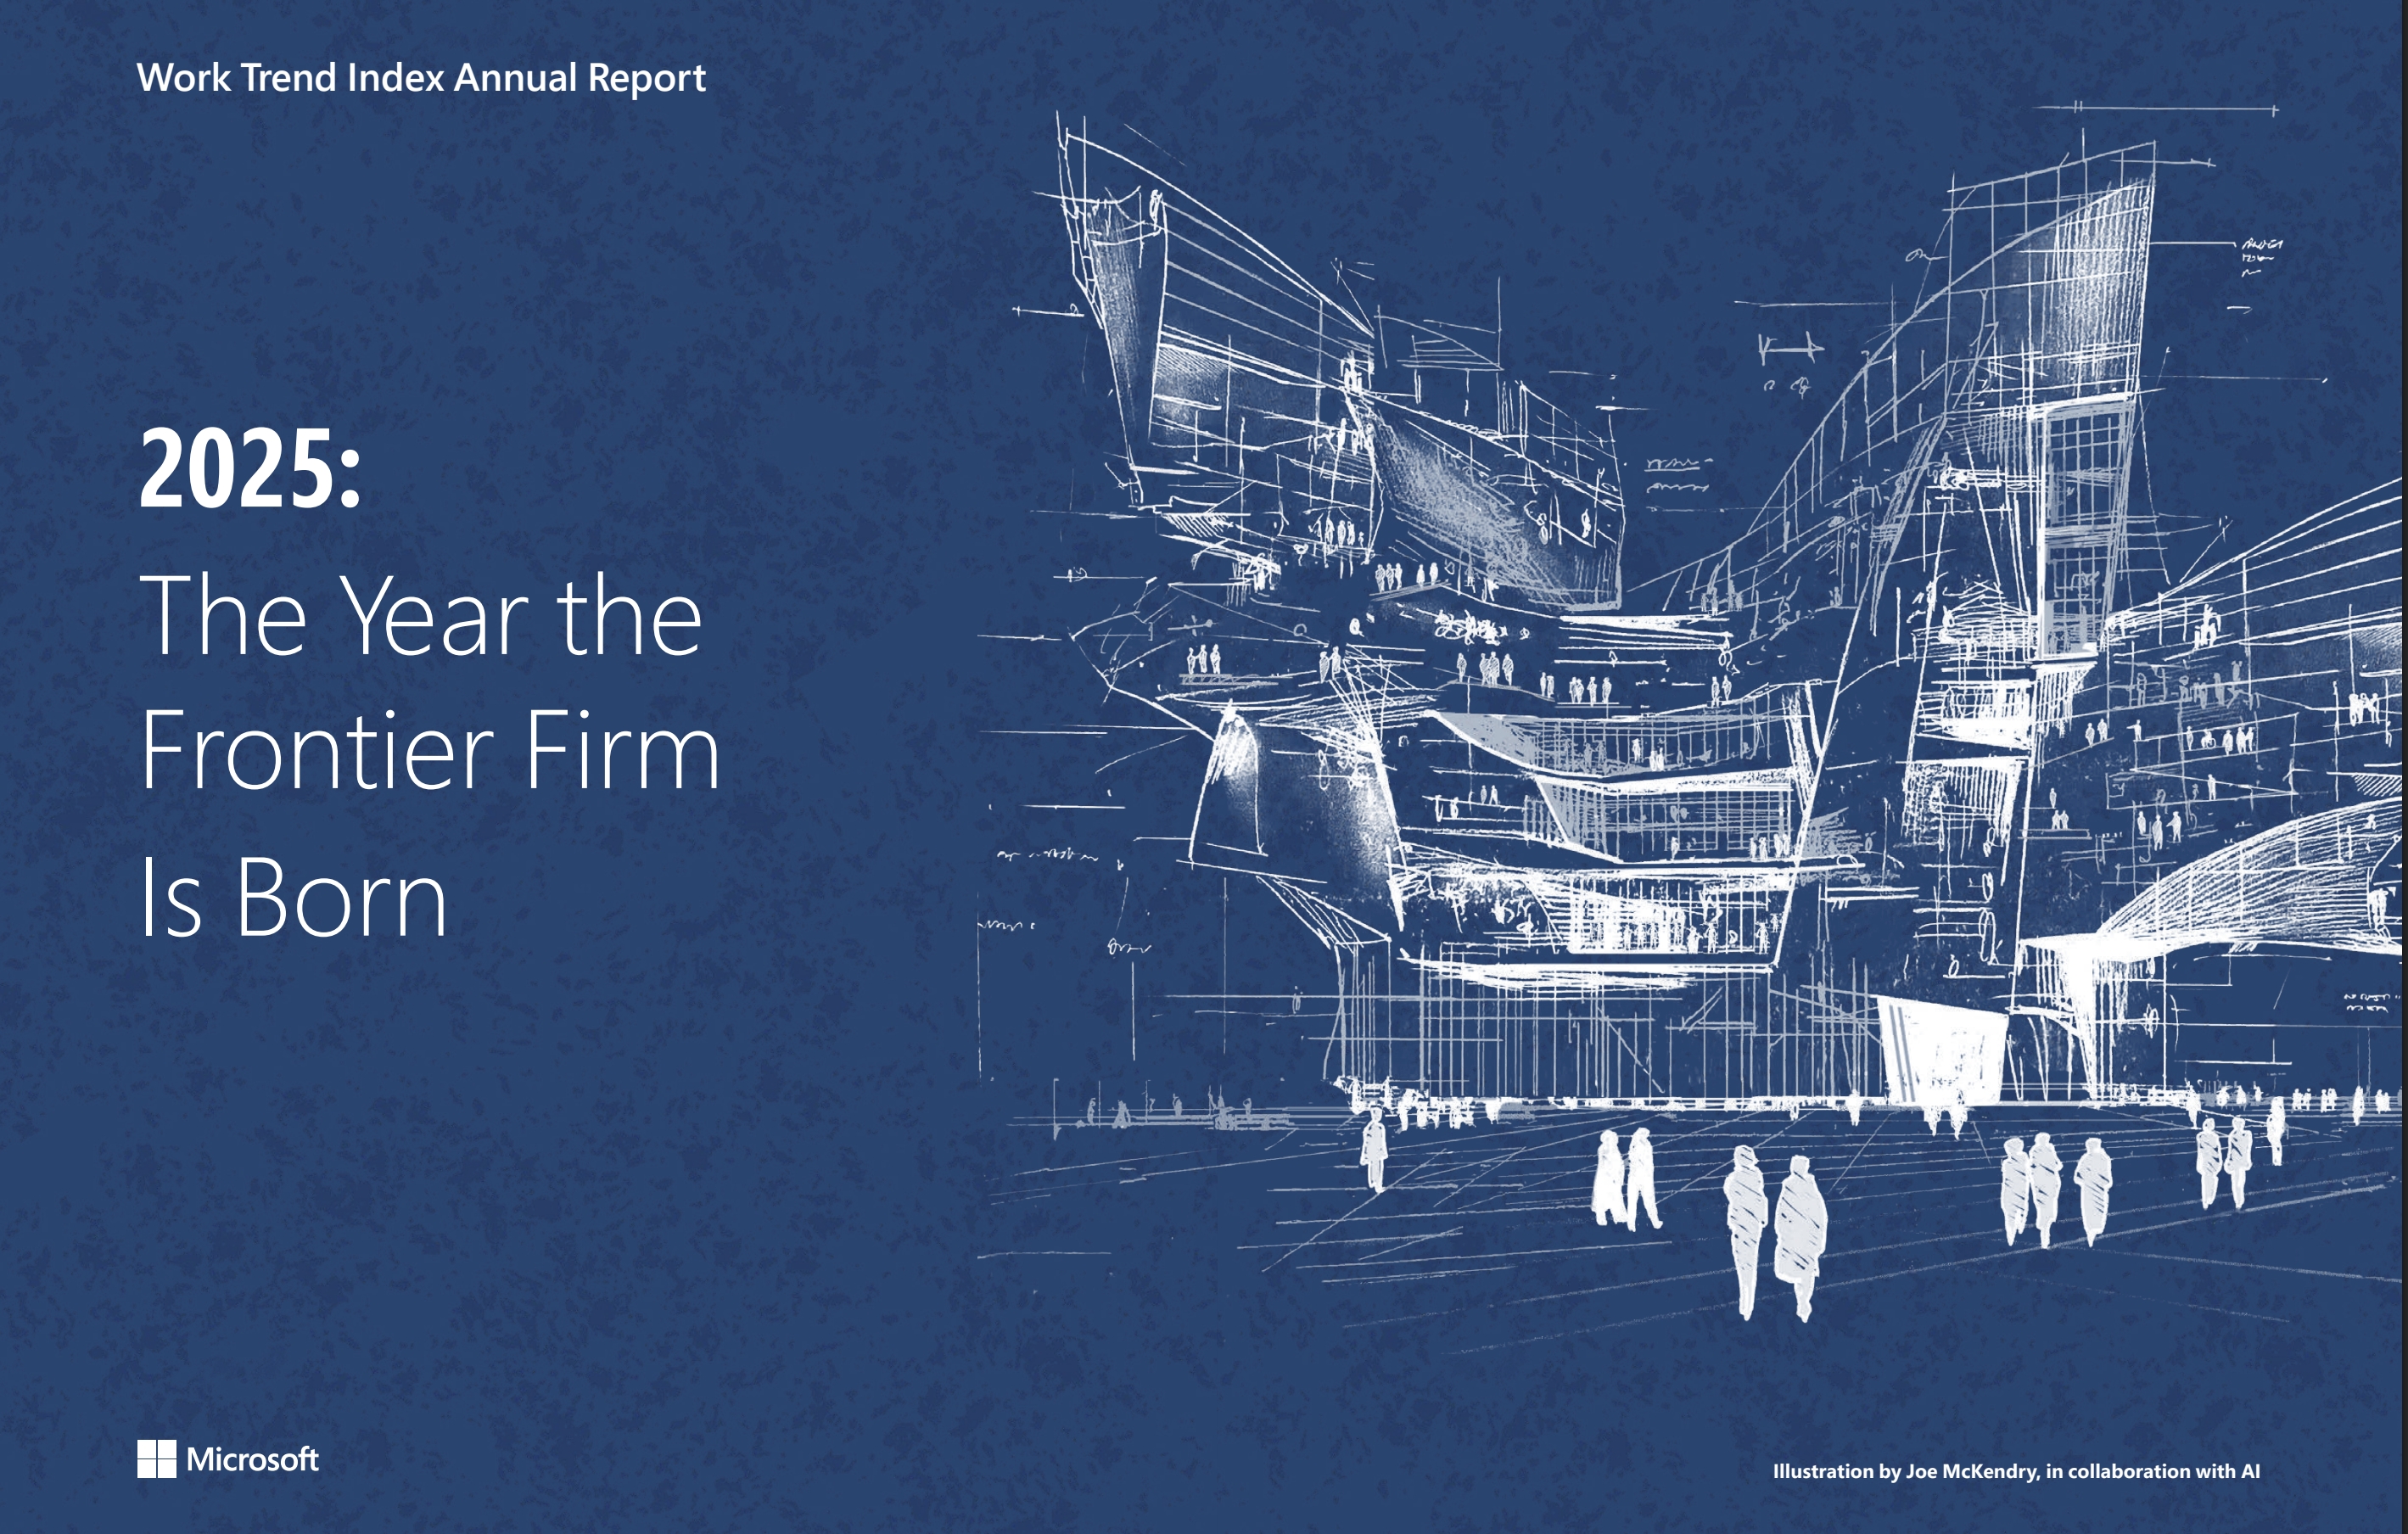 Work Trend Index Annual Report
2025:
The Year the
Frontier Firm
Is Born
Microsoft
Illustration by Joe McKendry, in collaboration with AI